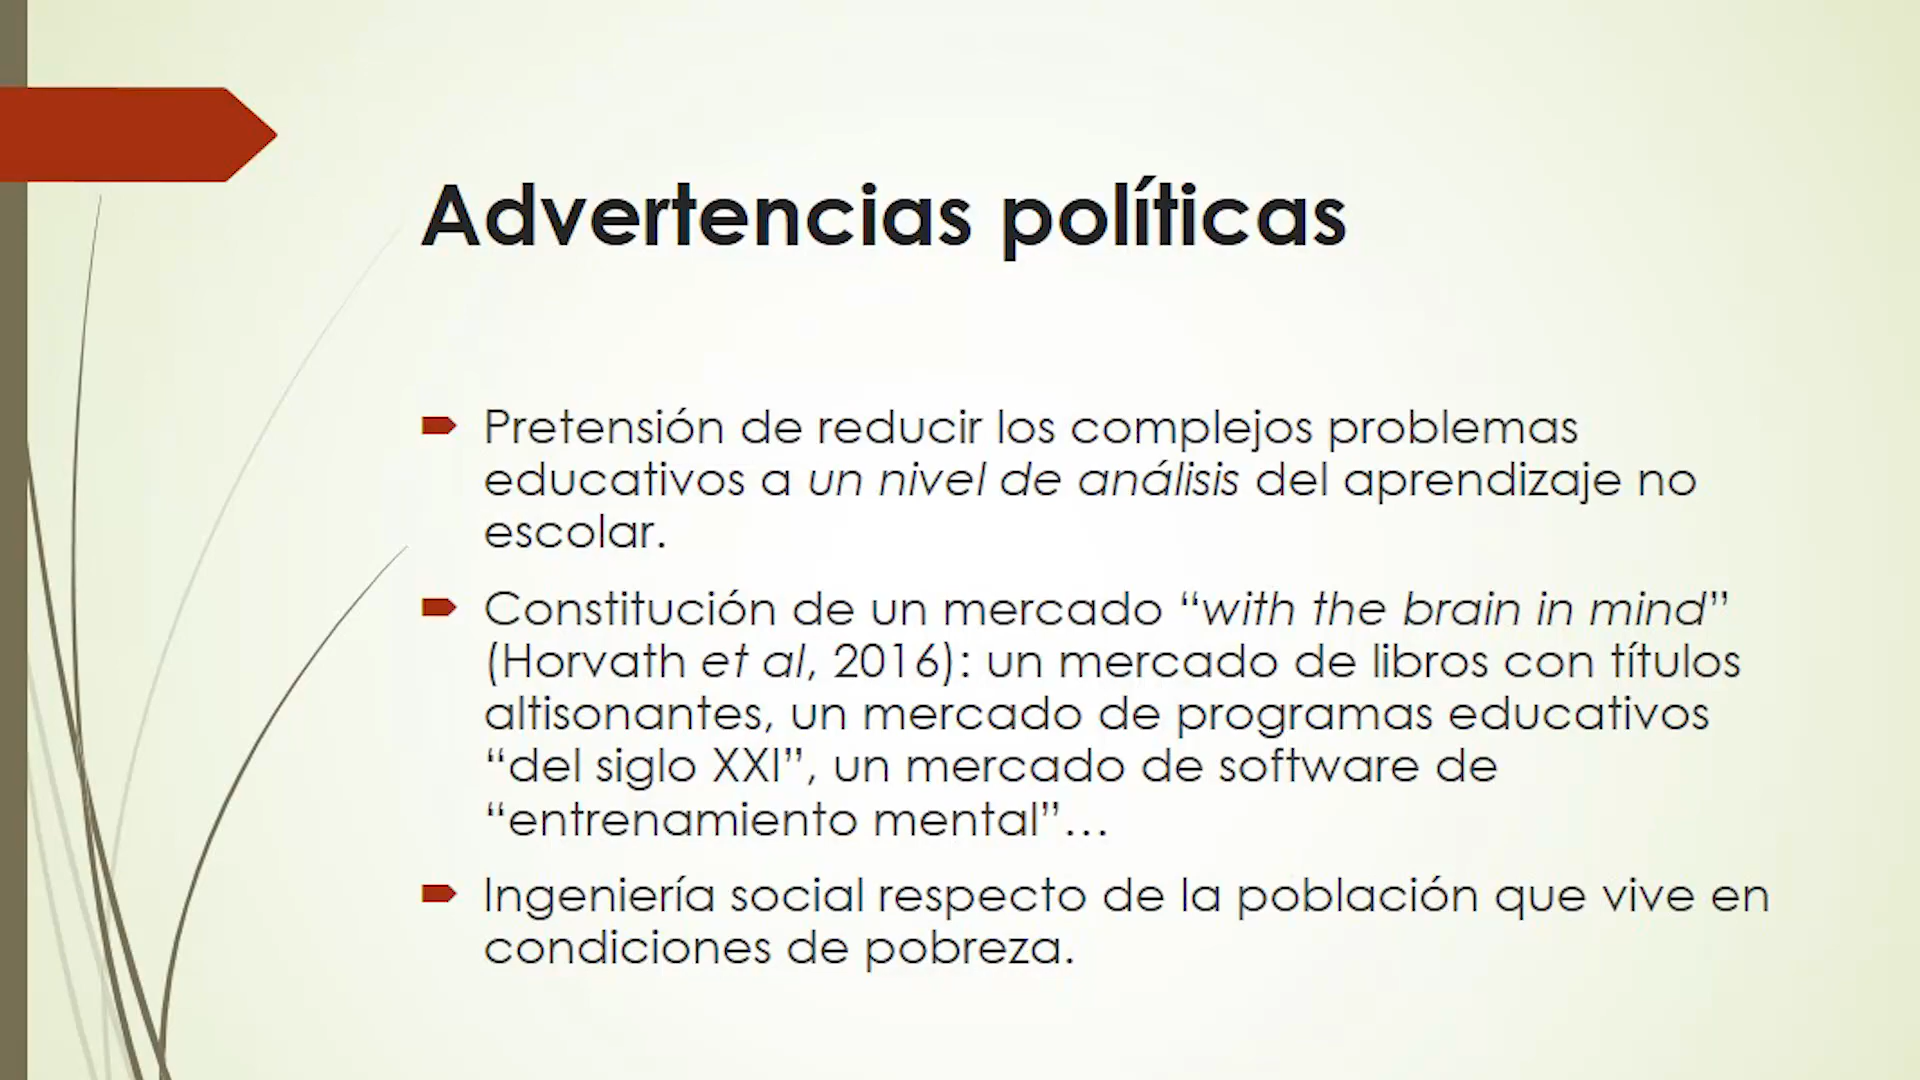 Advertencias políticas
Pretensión de reducir los complejos problemas
educativos a un nivel de análisis del aprendizaje no
escolar.
Constitución de un mercado “with the brain in mind”
(Horvath et al, 2016): un mercado de libros con títulos
altisonantes, un mercado de programas educativos
“del siglo XXI”, un mercado de software de
“entrenamiento mental”…
Ingeniería social respecto de la población que vive en
condiciones de pobreza.